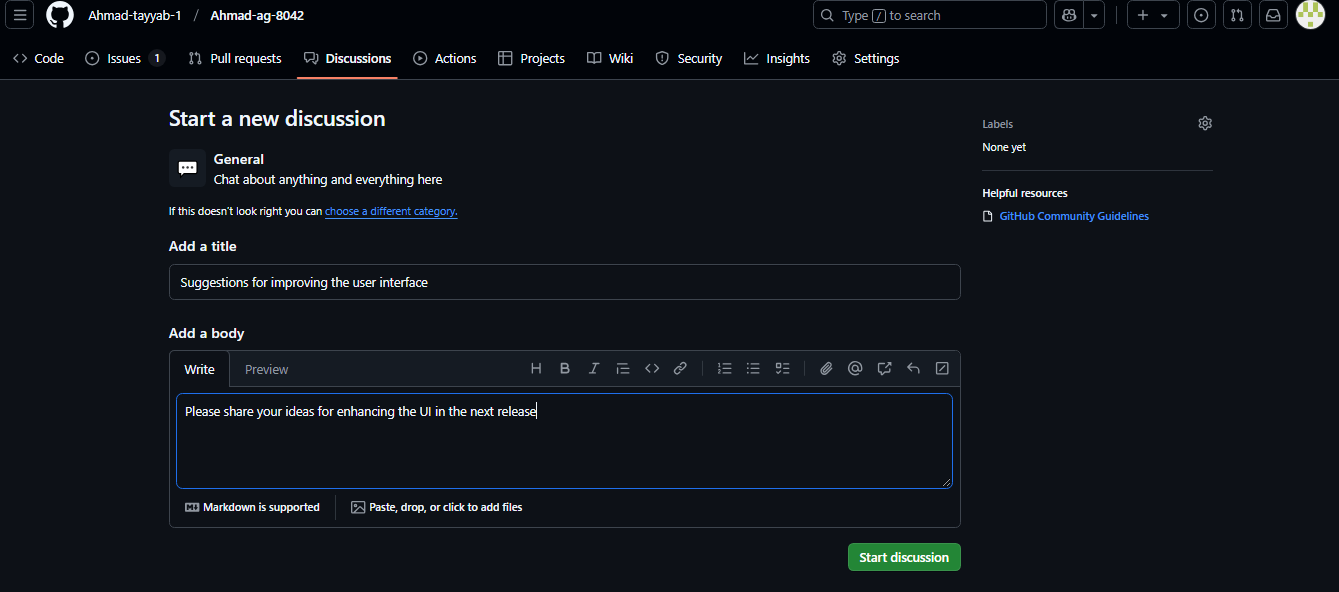 Ahmad-tayyab-1 / Ahmad-ag-8042
Type / to search
Code Issues 1 Pull requests Discussions Actions Projects Wiki Security Insights Settings
Start a new discussion
General
Chat about anything and everything here
If this doesn't look right you can choose a different category.
Add a title
Suggestions for improving the user interface
Add a body
Write Preview
Please share your ideas for enhancing the UI in the next release
Markdown is supported
Paste, drop, or click to add files
Start discussion
Labels
None yet
Helpful resources
GitHub Community Guidelines